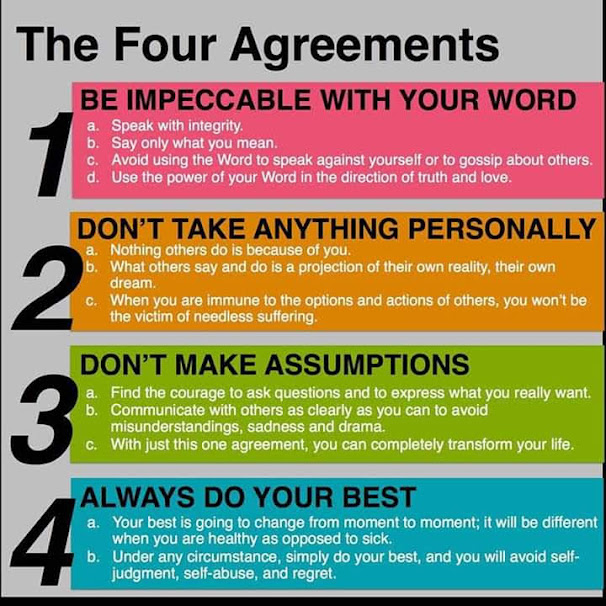 The Four Agreements
1
BE IMPECCABLE WITH YOUR WORD
a. Speak with integrity.
b. Say only what you mean.
c. Avoid using the Word to speak against yourself or to gossip about others.
d. Use the power of your Word in the direction of truth and love.
2
DON'T TAKE ANYTHING PERSONALLY
a. Nothing others do is because of you.
b. What others say and do is a projection of their own reality, their own
dream.
c. When you are immune to the options and actions of others, you won't be
the victim of needless suffering.
3
DON'T MAKE ASSUMPTIONS
a. Find the courage to ask questions and to express what you really want.
b. Communicate with others as clearly as you can to avoid
misunderstandings, sadness and drama.
c. With just this one agreement, you can completely transform your life.
4
ALWAYS DO YOUR BEST
a. Your best is going to change from moment to moment; it will be different
when you are healthy as opposed to sick.
b. Under any circumstance, simply do your best, and you will avoid self-
judgment, self-abuse, and regret.